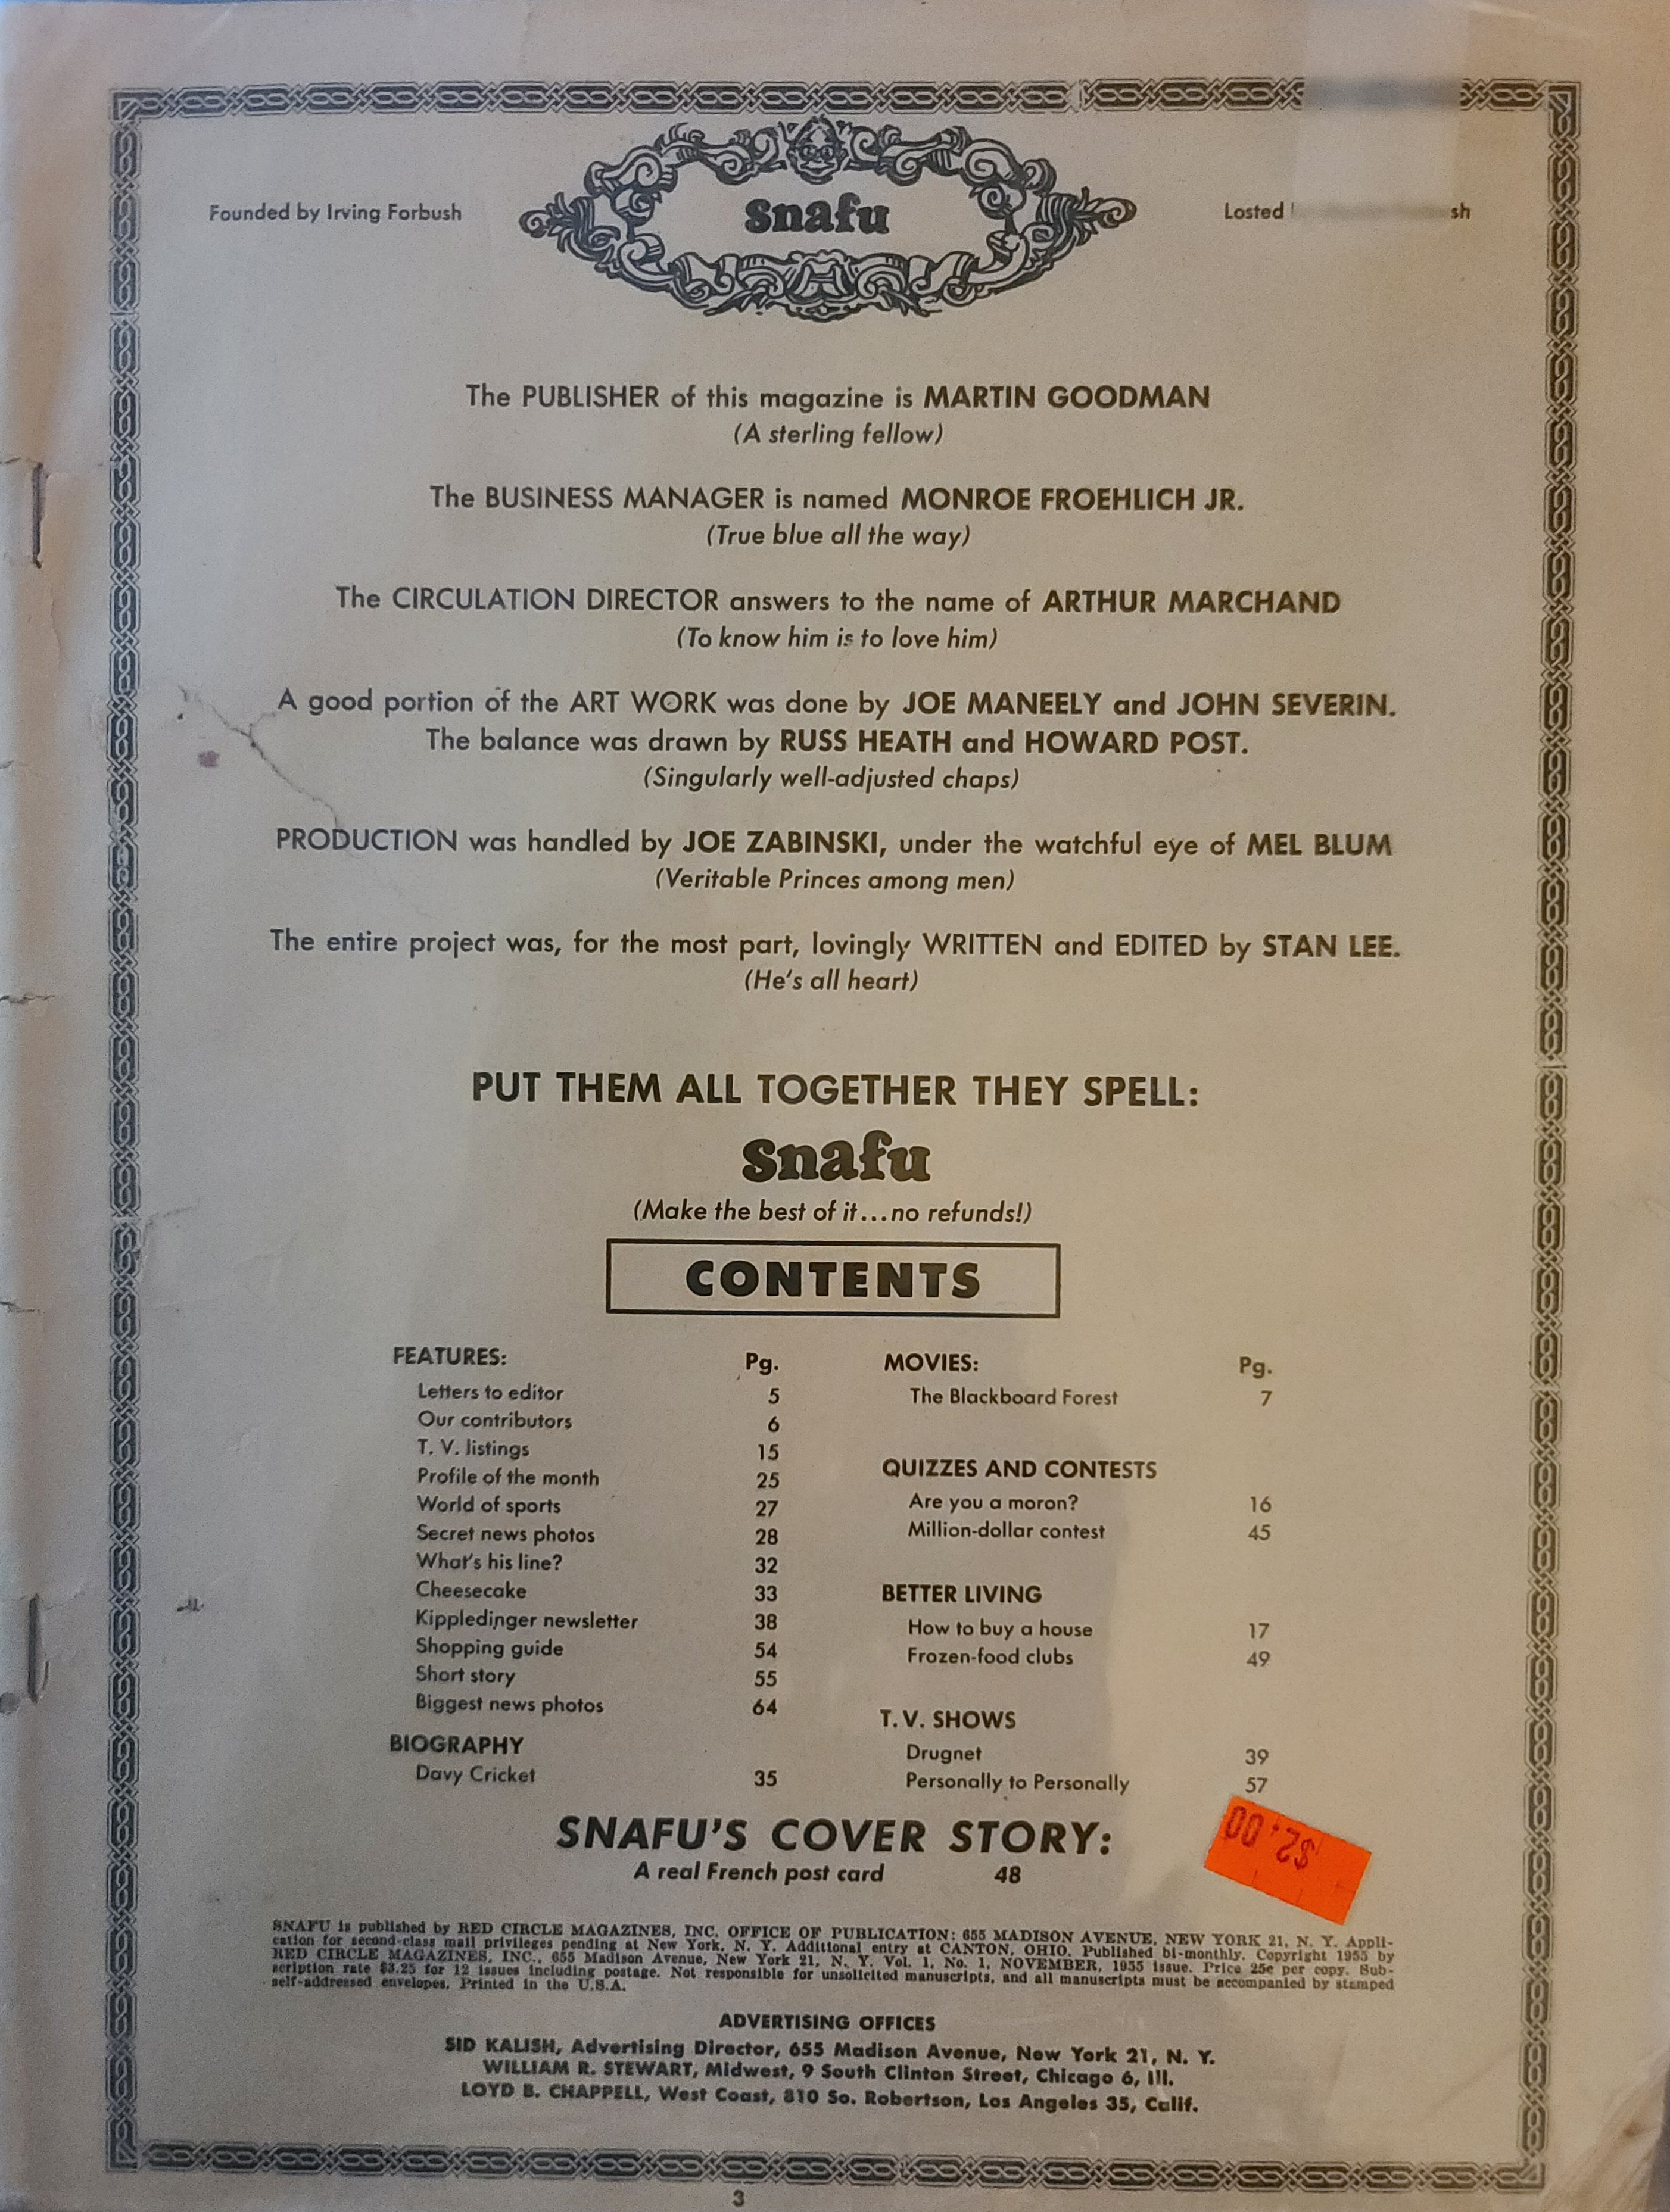 Founded by Irving Forbush
snafu
Losted
The PUBLISHER of this magazine is MARTIN GOODMAN
(A sterling fellow)
The BUSINESS MANAGER is named MONROE FROEHLICH JR.
(True blue all the way)
The CIRCULATION DIRECTOR answers to the name of ARTHUR MARCHAND
(To know him is to love him)
A good portion of the ART WORK was done by JOE MANEELY and JOHN SEVERIN.
The balance was drawn by RUSS HEATH and HOWARD POST.
(Singularly well-adjusted chaps)
PRODUCTION was handled by JOE ZABINSKI, under the watchful eye of MEL BLUM
(Veritable Princes among men)
The entire project was, for the most part, lovingly WRITTEN and EDITED by STAN LEE.
(He's all heart)
PUT THEM ALL TOGETHER THEY SPELL:
snafu
(Make the best of it...no refunds!)
CONTENTS
FEATURES: Pg.
Letters to editor 5
Our contributors 6
T. V. listings 15
Profile of the month 25
World of sports 27
Secret news photos 28
What's his line? 32
Cheesecake 33
Kippledinger newsletter 38
Shopping guide 54
Short story 55
Biggest news photos 64
BIOGRAPHY
Davy Cricket 35
MOVIES: Pg.
The Blackboard Forest 7
QUIZZES AND CONTESTS
Are you a moron? 16
Million-dollar contest 45
BETTER LIVING
How to buy a house 17
Frozen-food clubs 49
T. V. SHOWS
Drugnet 39
Personally to Personally 57
$2.00
SNAFU'S COVER STORY:
A real French post card 48
SNAFU is published by RED CIRCLE MAGAZINES, INC. OFFICE OF PUBLICATION; 655 MADISON AVENUE, NEW YORK 21, N. Y. Appli-
cation for second-class mail privileges pending at New York, N. Y. Additional entry at CANTON, OHIO. Published bi-monthly. Copyright 1955 by
RED CIRCLE MAGAZINES, INC., 655 Madison Avenue, New York 21, N. Y. Vol. 1, No. 1, NOVEMBER, 1955 issue. Price 25c per copy. Sub-
scription rate $3.25 for 12 issues including postage. Not responsible for unsolicited manuscripts, and all manuscripts must be accompanied by stamped
self-addressed envelopes. Printed in the U.S.A.
ADVERTISING OFFICES
SID KALISH, Advertising Director, 655 Madison Avenue, New York 21, N. Y.
WILLIAM R. STEWART, Midwest, 9 South Clinton Street, Chicago 6, Ill.
LOYD B. CHAPPELL, West Coast, 810 So. Robertson, Los Angeles 35, Calif.
3